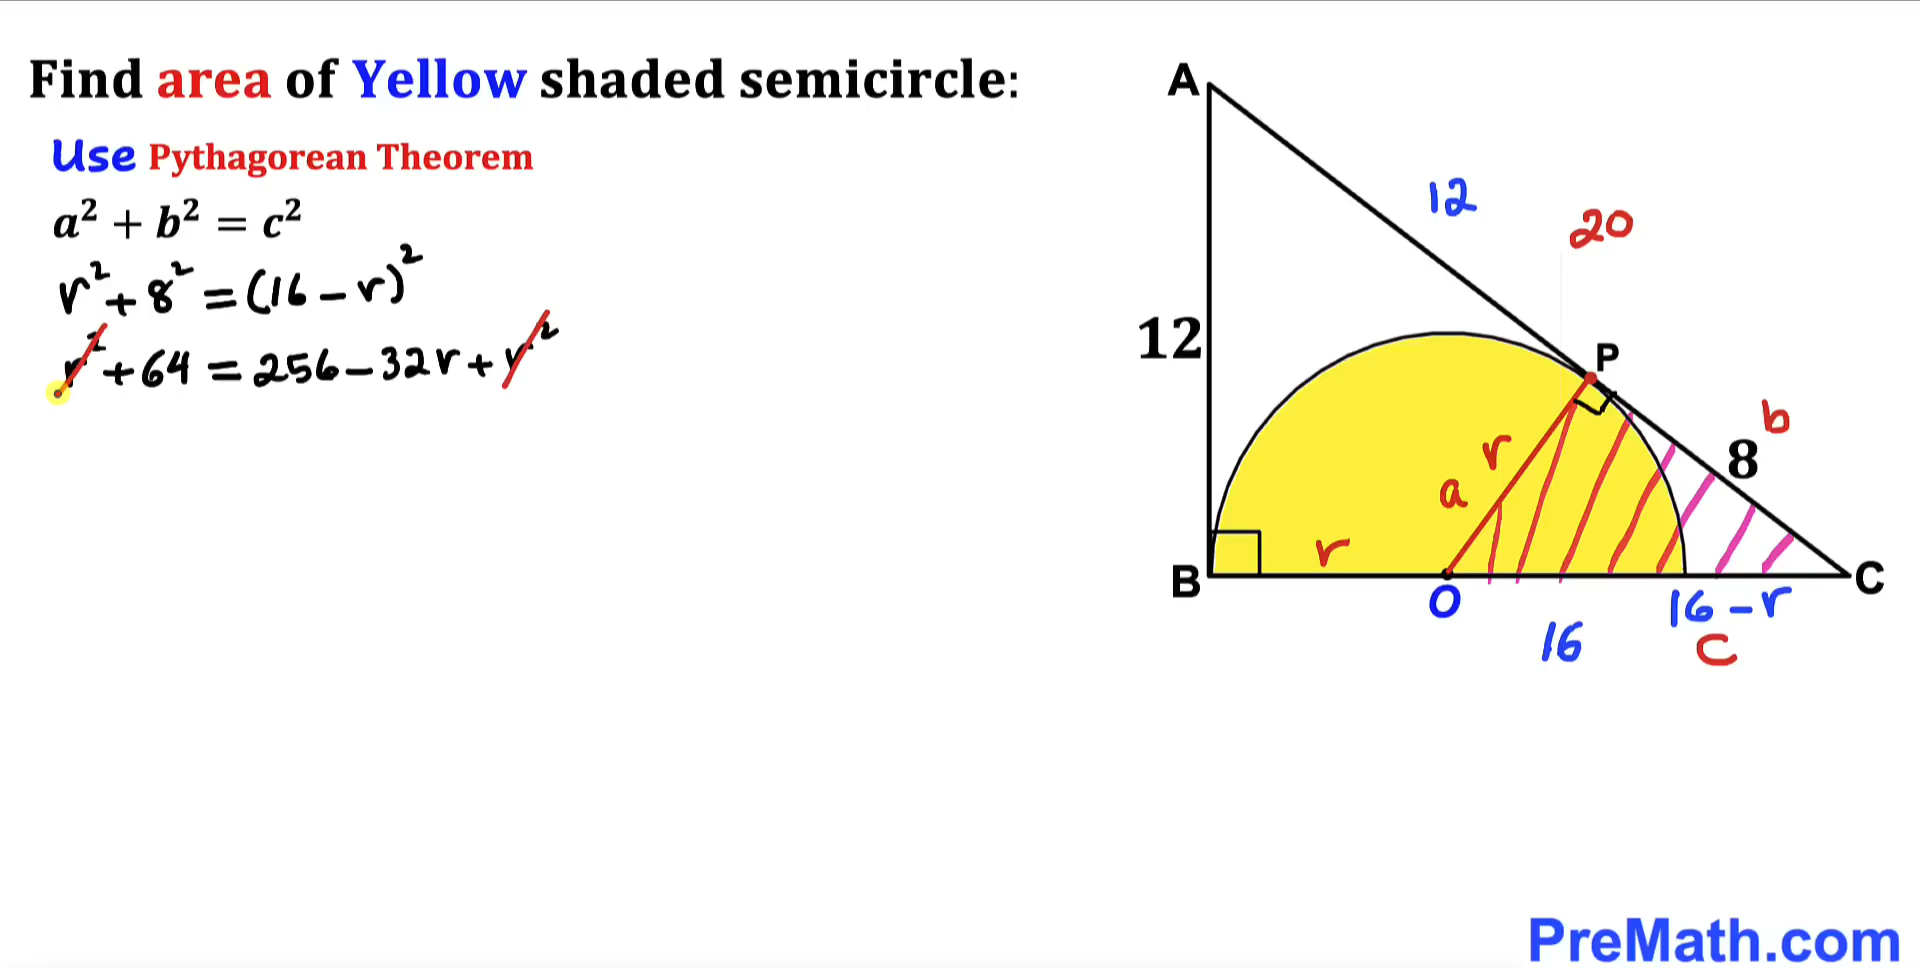 Find area of Yellow shaded semicircle:
Use Pythagorean Theorem
a² + b² = c²
r² + 8² = (16 - r)²
r² + 64 = 256 - 32r + r²
A
12
20
12
P
b
8
r
a
r
B
O
16 - r
C
16
c
PreMath.com